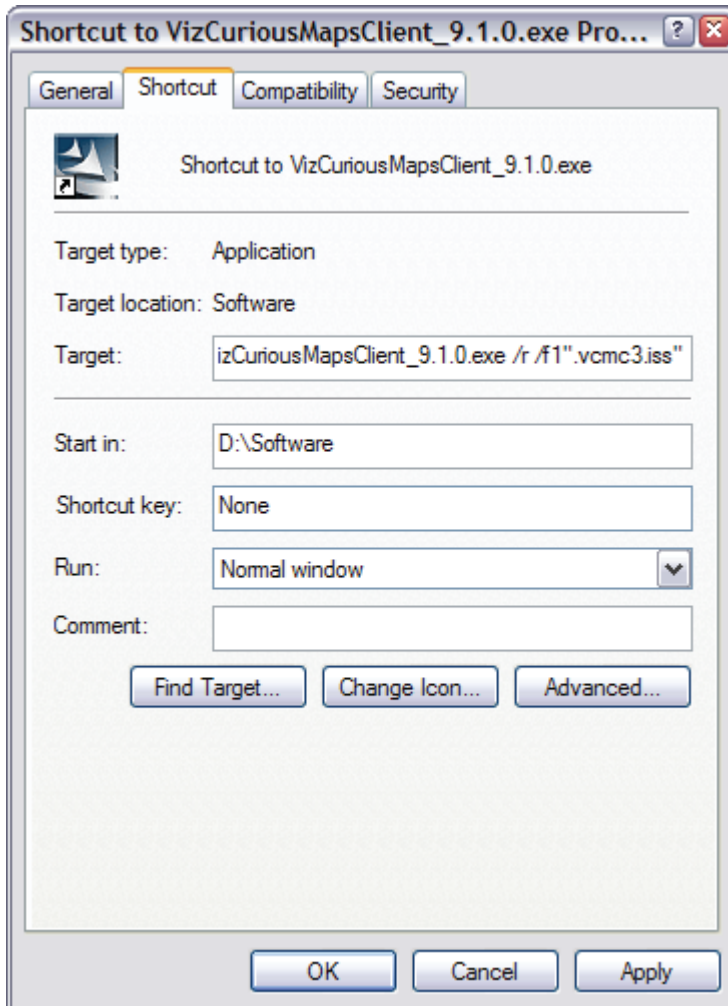 Shortcut to VizCuriousMapsClient_9.1.0.exe Pro...
General Shortcut Compatibility Security
Shortcut to VizCuriousMapsClient_9.1.0.exe
Target type: Application
Target location: Software
Target: izCuriousMapsClient_9.1.0.exe /r /f1".vcmc3.iss"
Start in: D:\Software
Shortcut key: None
Run: Normal window
Comment:
Find Target... Change Icon... Advanced...
OK Cancel Apply